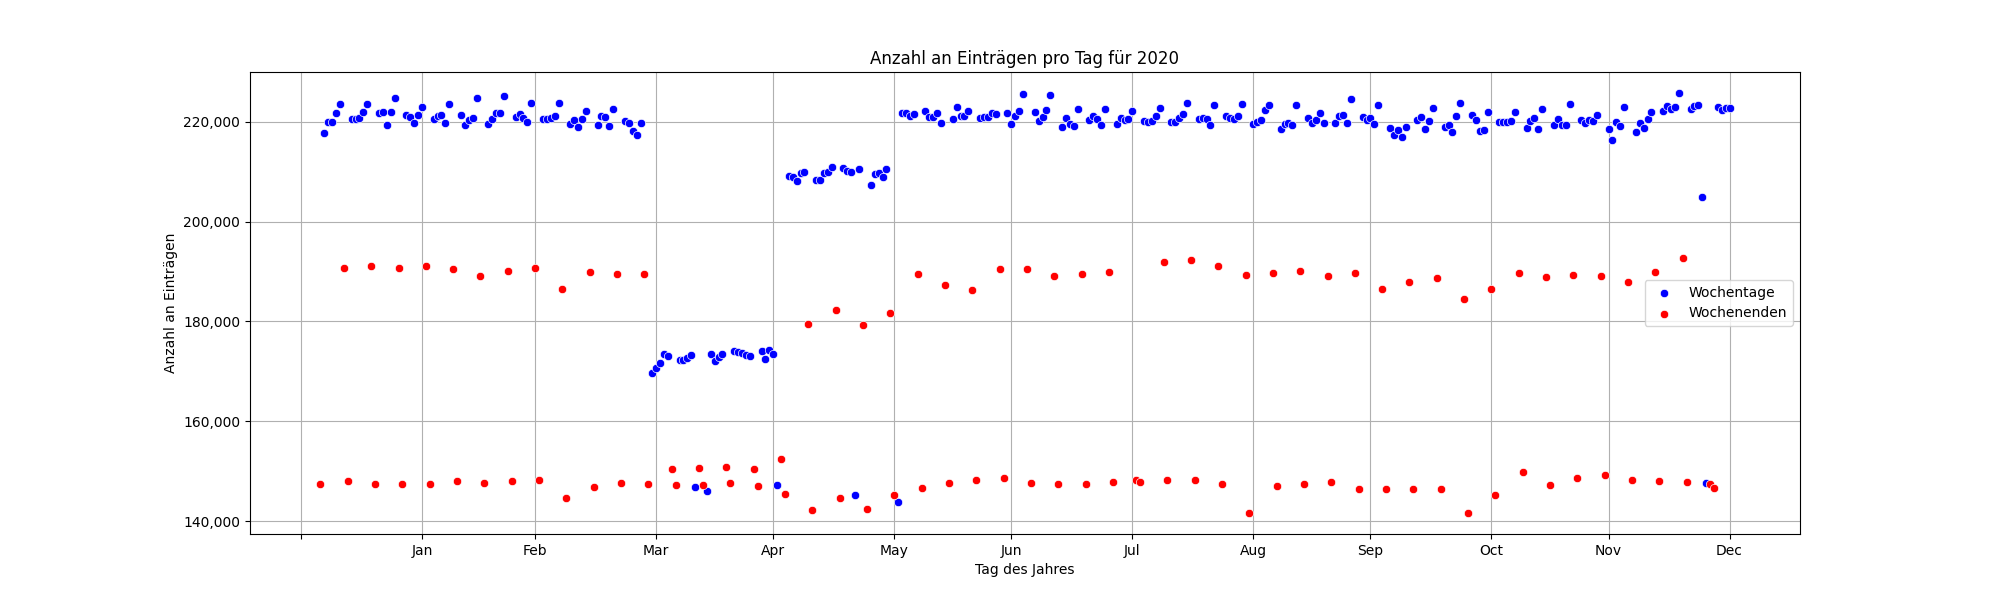 Anzahl an Einträgen pro Tag für 2020
Anzahl an Einträgen
220,000
200,000
180,000
160,000
140,000
Wochentage
Wochenenden
Jan Feb Mar Apr May Jun Jul Aug Sep Oct Nov Dec
Tag des Jahres